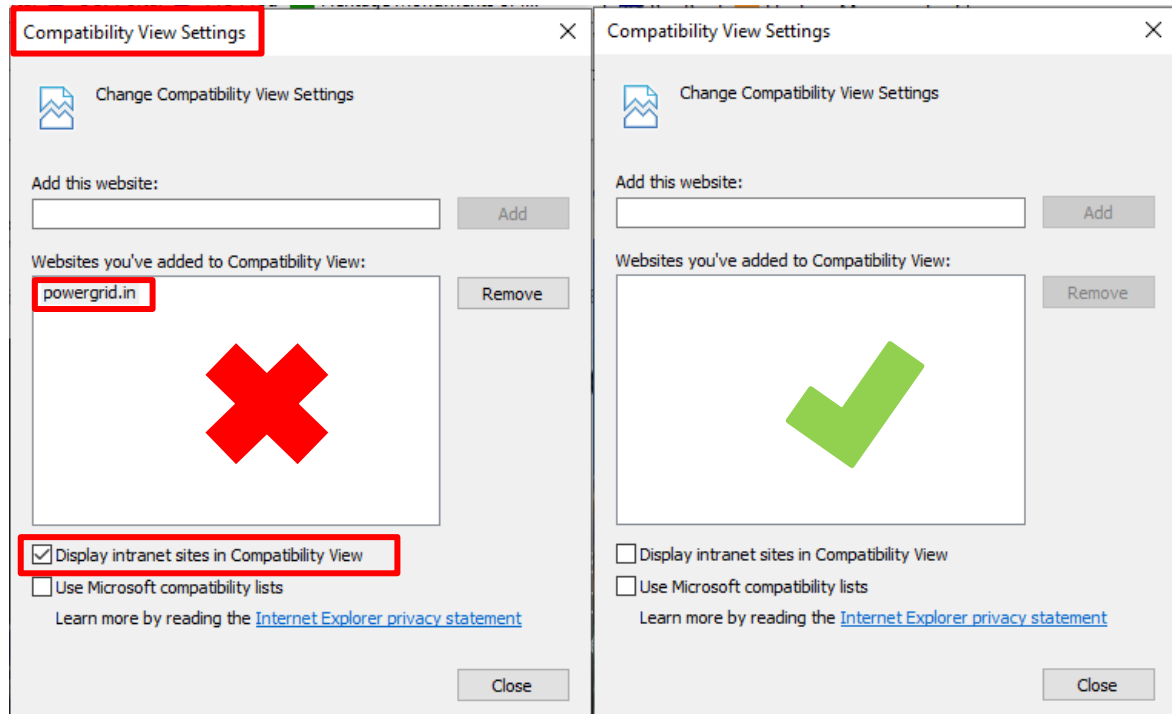 Compatibility View Settings
Change Compatibility View Settings
Add this website:
Add
Websites you've added to Compatibility View:
powergrid.in
Remove
Display intranet sites in Compatibility View
Use Microsoft compatibility lists
Learn more by reading the Internet Explorer privacy statement
Close
Compatibility View Settings
Change Compatibility View Settings
Add this website:
Add
Websites you've added to Compatibility View:
Remove
Display intranet sites in Compatibility View
Use Microsoft compatibility lists
Learn more by reading the Internet Explorer privacy statement
Close